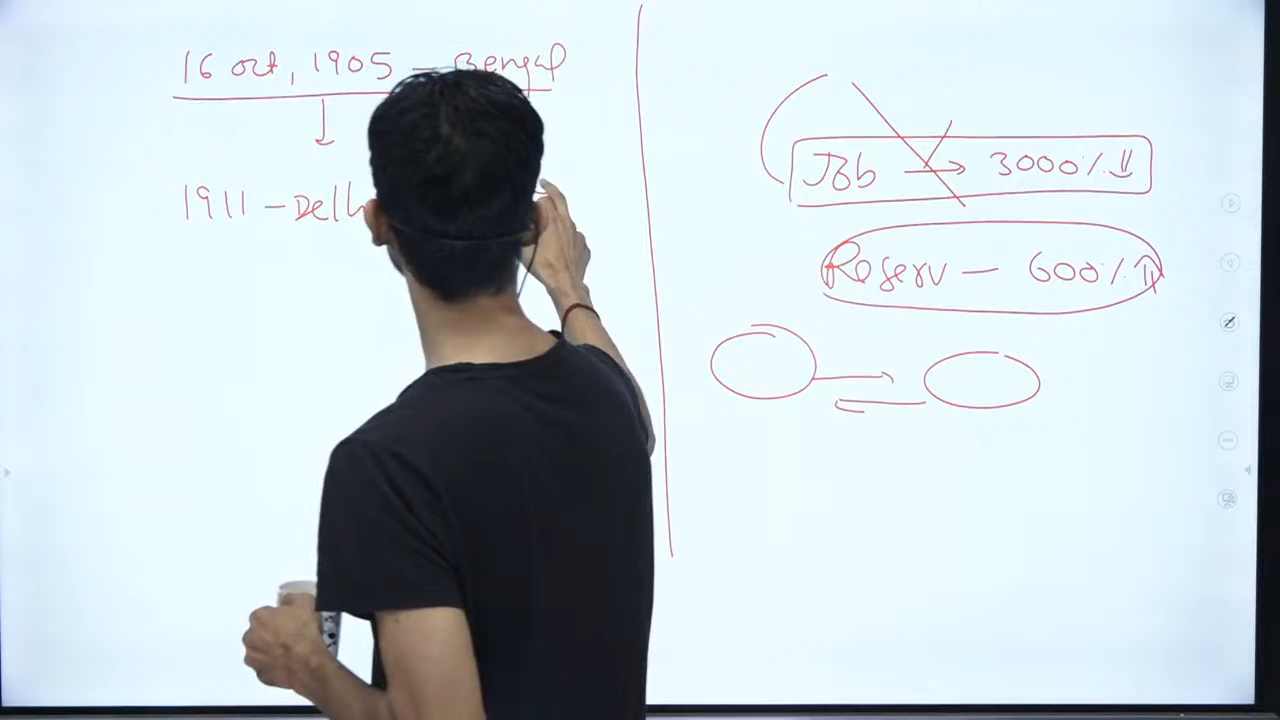 16 oct, 1905 — Bengal
1911 - Delh
Job → 3000% ⇓
Reserv — 600% ⇑